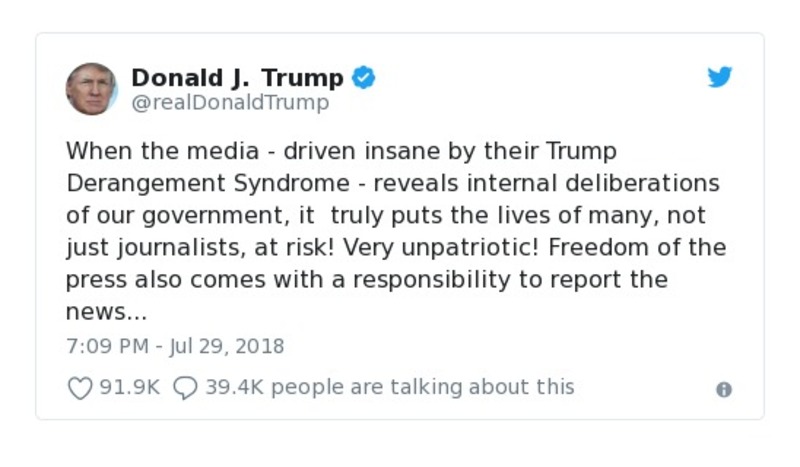 Donald J. Trump
@realDonaldTrump
When the media - driven insane by their Trump
Derangement Syndrome - reveals internal deliberations
of our government, it  truly puts the lives of many, not
just journalists, at risk! Very unpatriotic! Freedom of the
press also comes with a responsibility to report the
news...
7:09 PM - Jul 29, 2018
91.9K 39.4K people are talking about this